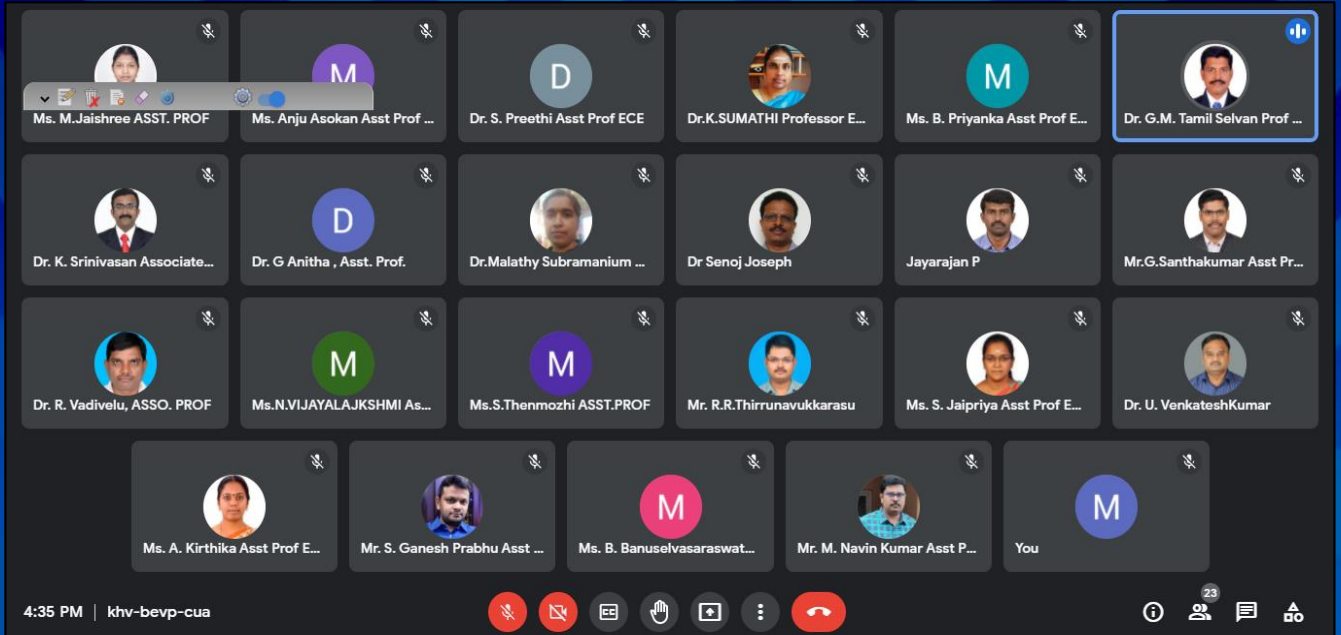 M
D
M
Ms. M.Jaishree ASST. PROF
Ms. Anju Asokan Asst Prof ...
Dr. S. Preethi Asst Prof ECE
Dr.K.SUMATHI Professor E...
Ms. B. Priyanka Asst Prof E...
Dr. G.M. Tamil Selvan Prof ...
D
Dr. K. Srinivasan Associate...
Dr. G Anitha , Asst. Prof.
Dr.Malathy Subramanium ...
Dr Senoj Joseph
Jayarajan P
Mr.G.Santhakumar Asst Pr...
M
M
Dr. R. Vadivelu, ASSO. PROF
Ms.N.VIJAYALAJKSHMI As...
Ms.S.Thenmozhi ASST.PROF
Mr. R.R.Thirrunavukkarasu
Ms. S. Jaipriya Asst Prof E...
Dr. U. VenkateshKumar
M
M
Ms. A. Kirthika Asst Prof E...
Mr. S. Ganesh Prabhu Asst ...
Ms. B. Banuselvasaraswat...
Mr. M. Navin Kumar Asst P...
You
4:35 PM | khv-bevp-cua
CC
23